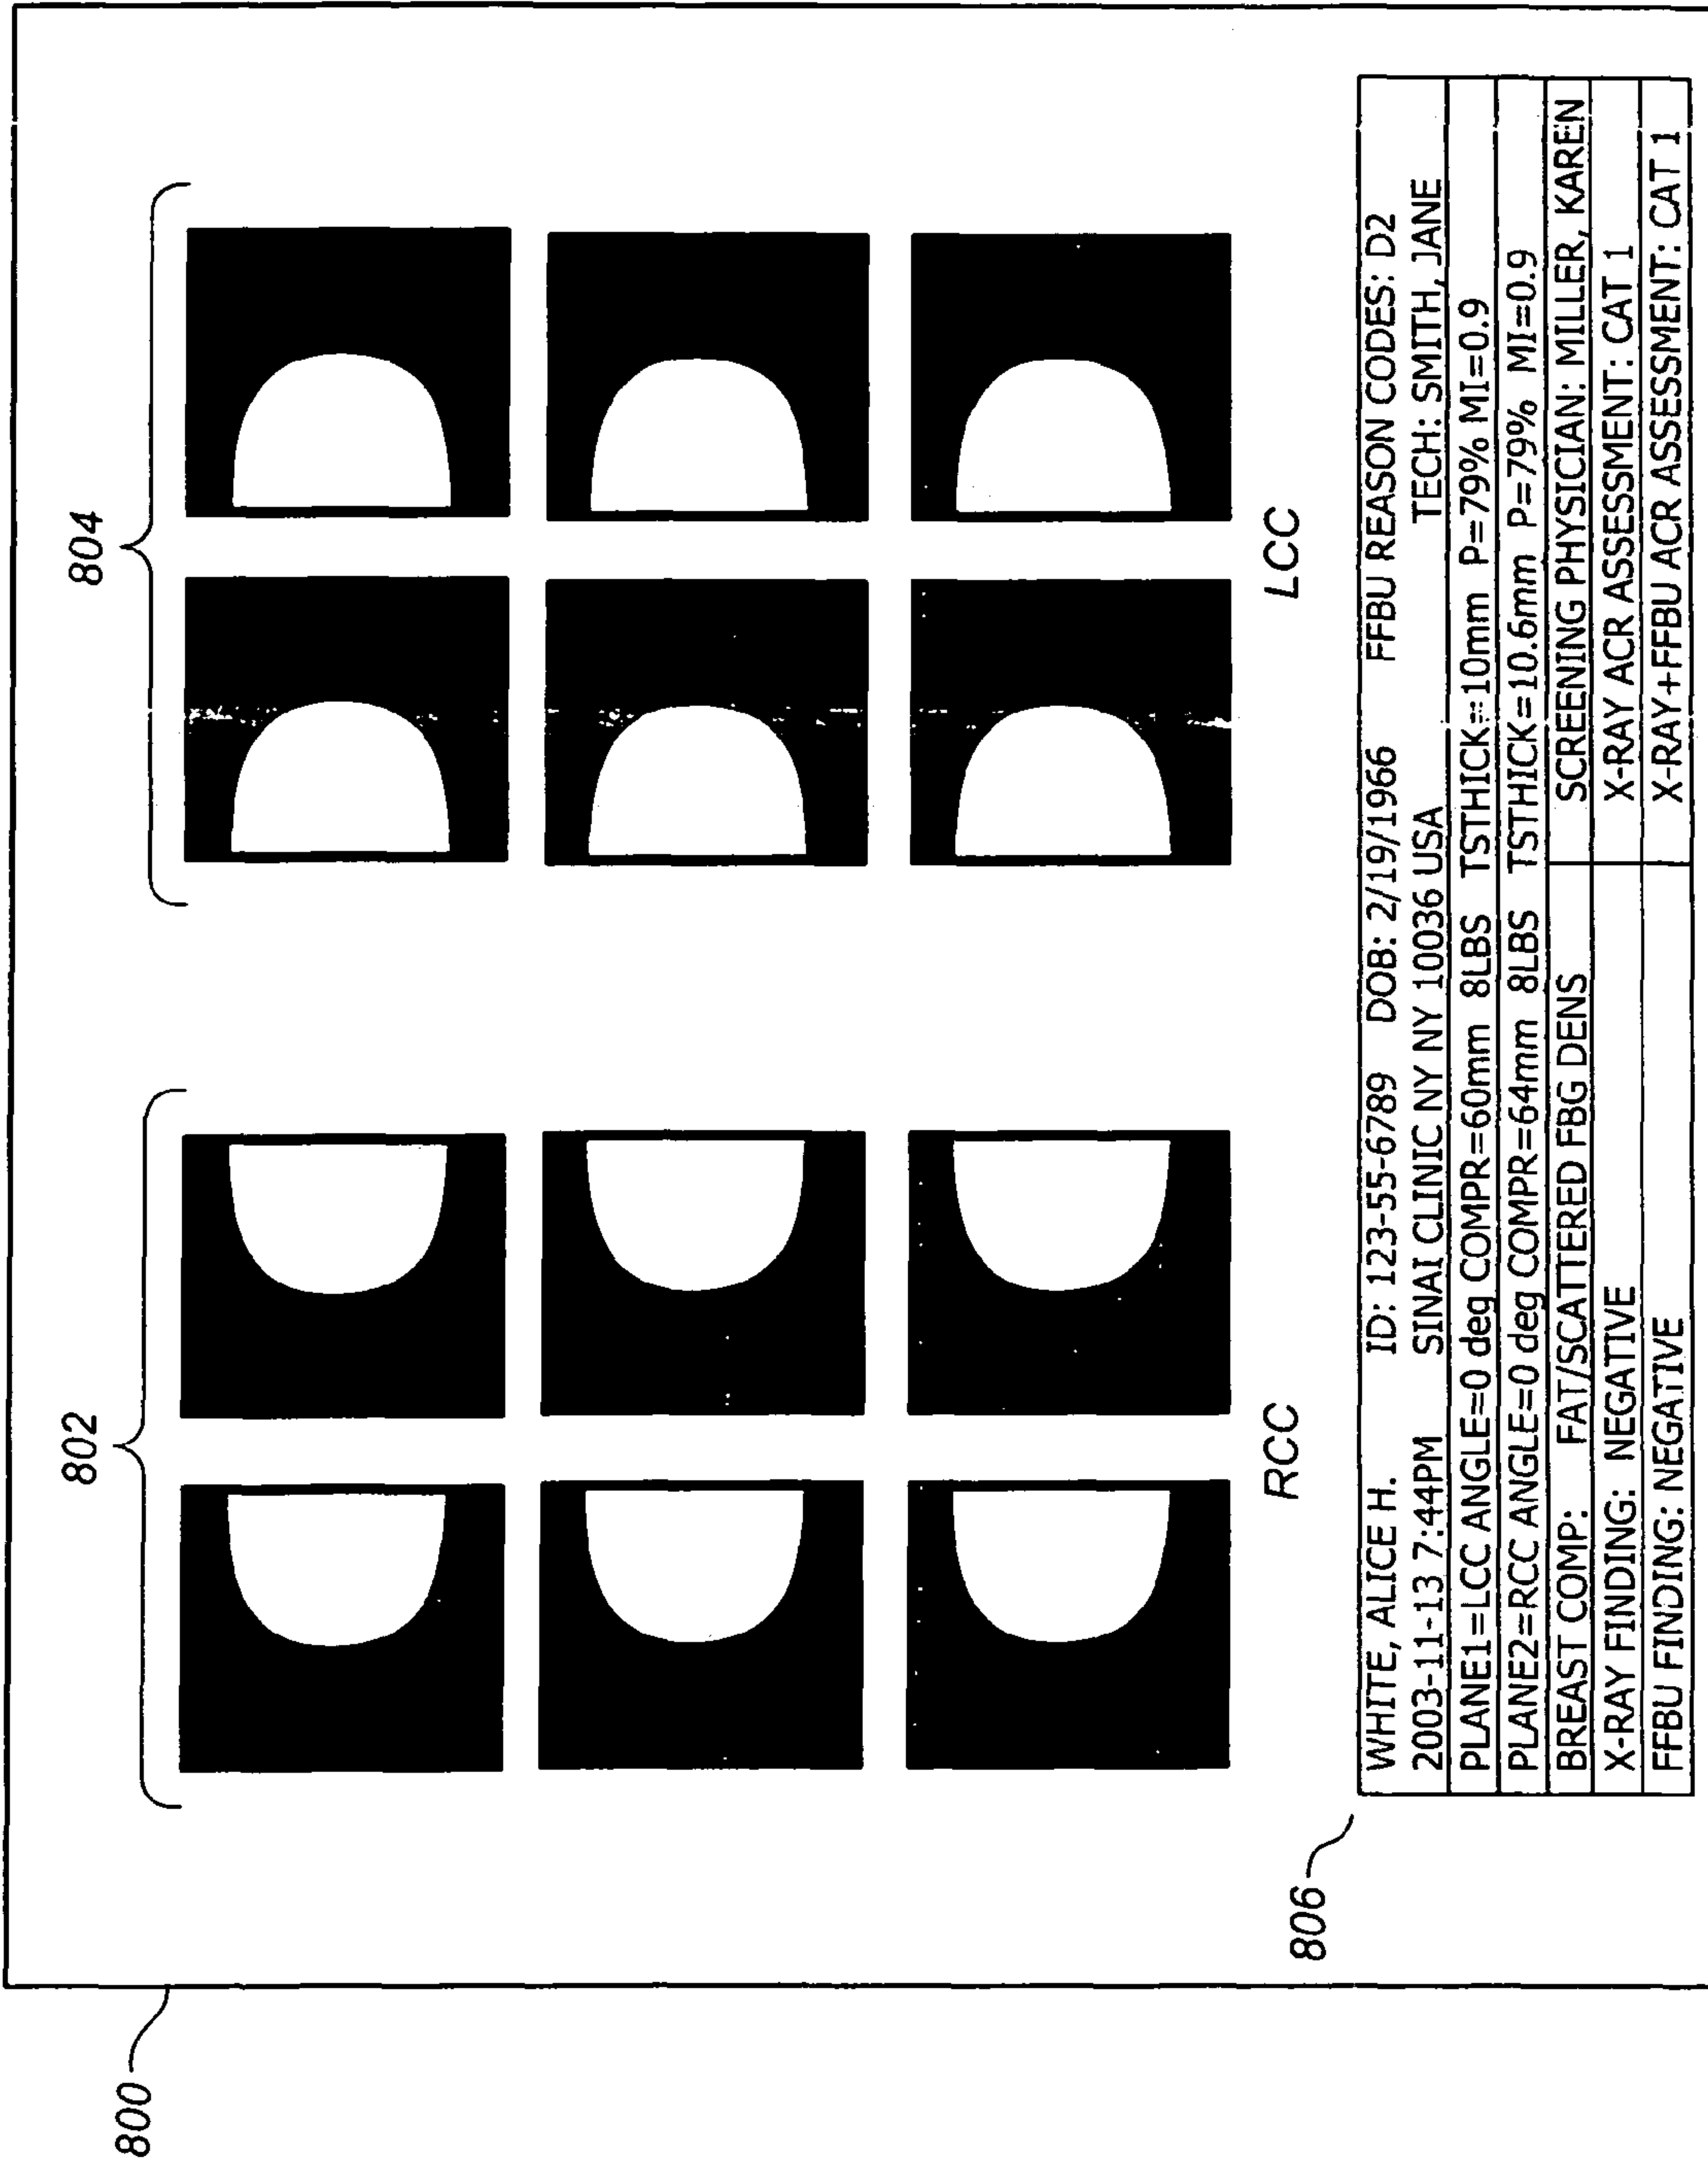 800
802
804
RCC
LCC
806
WHITE, ALICE H. ID: 123-55-6789 DOB: 2/19/1966 FFBU REASON CODES: D2
2003-11-13 7:44PM SINAI CLINIC NY NY 10036 USA TECH: SMITH, JANE
PLANE1=LCC ANGLE=0 deg COMPR=60mm 8LBS TSTHICK=10mm P=79% MI=0.9
PLANE2=RCC ANGLE=0 deg COMPR=64mm 8LBS TSTHICK=10.6mm P=79% MI=0.9
BREAST COMP: FAT/SCATTERED FBG DENS SCREENING PHYSICIAN: MILLER, KAREN
X-RAY FINDING: NEGATIVE X-RAY ACR ASSESSMENT: CAT 1
FFBU FINDING: NEGATIVE X-RAY+FFBU ACR ASSESSMENT: CAT 1